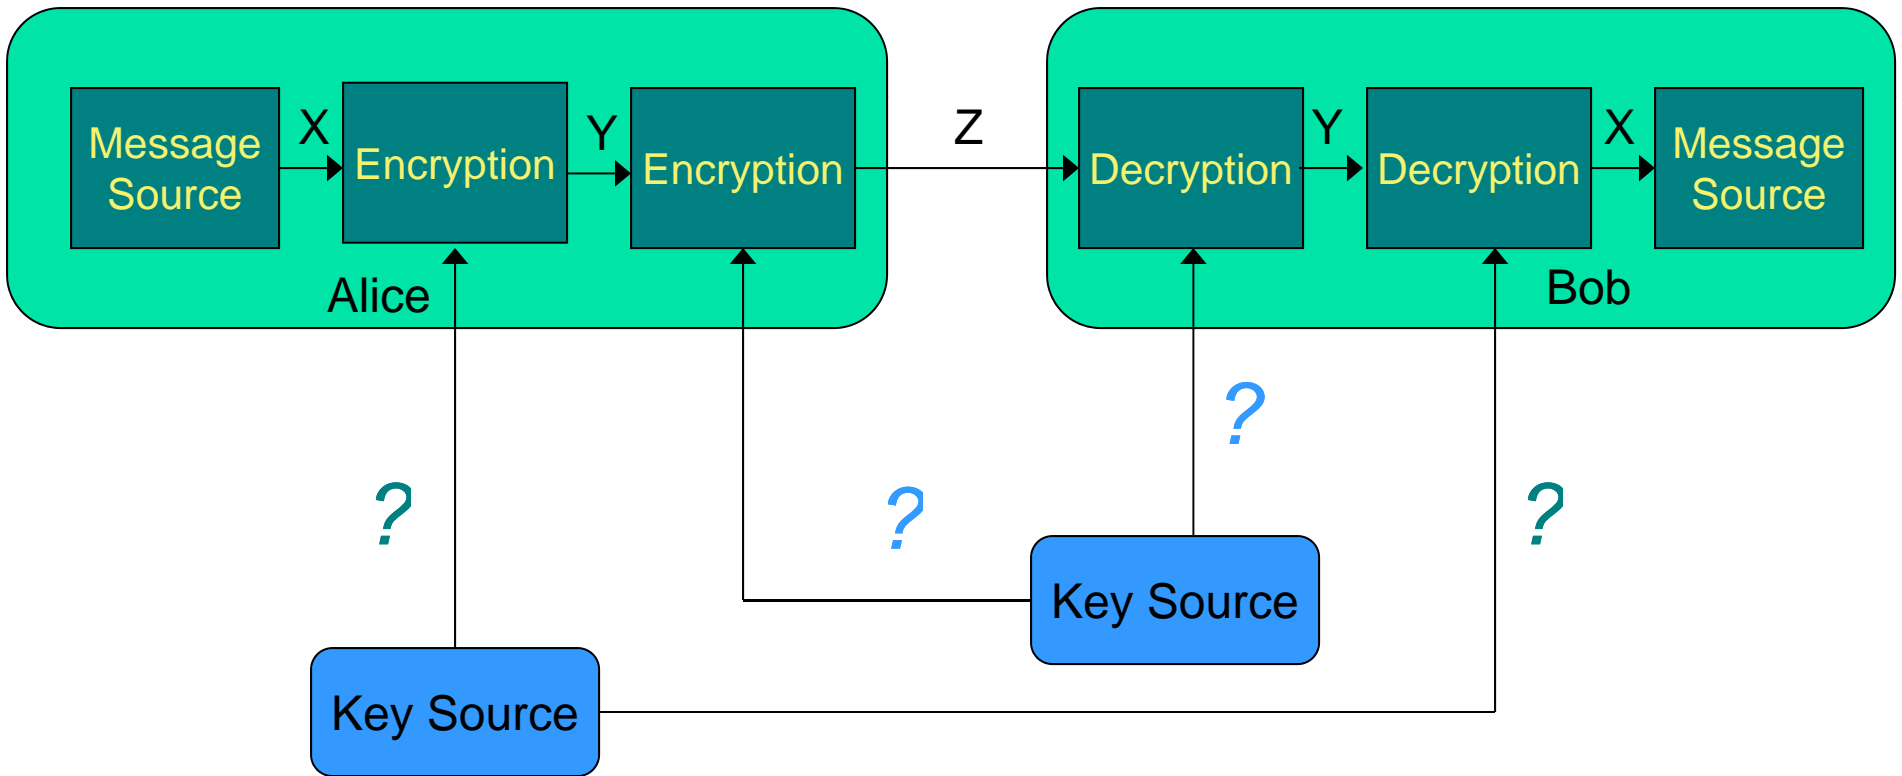 Message
Source
X
Encryption
Y
Encryption
Z
Decryption
Y
Decryption
X
Message
Source
Alice
Bob
?
?
?
?
Key Source
Key Source